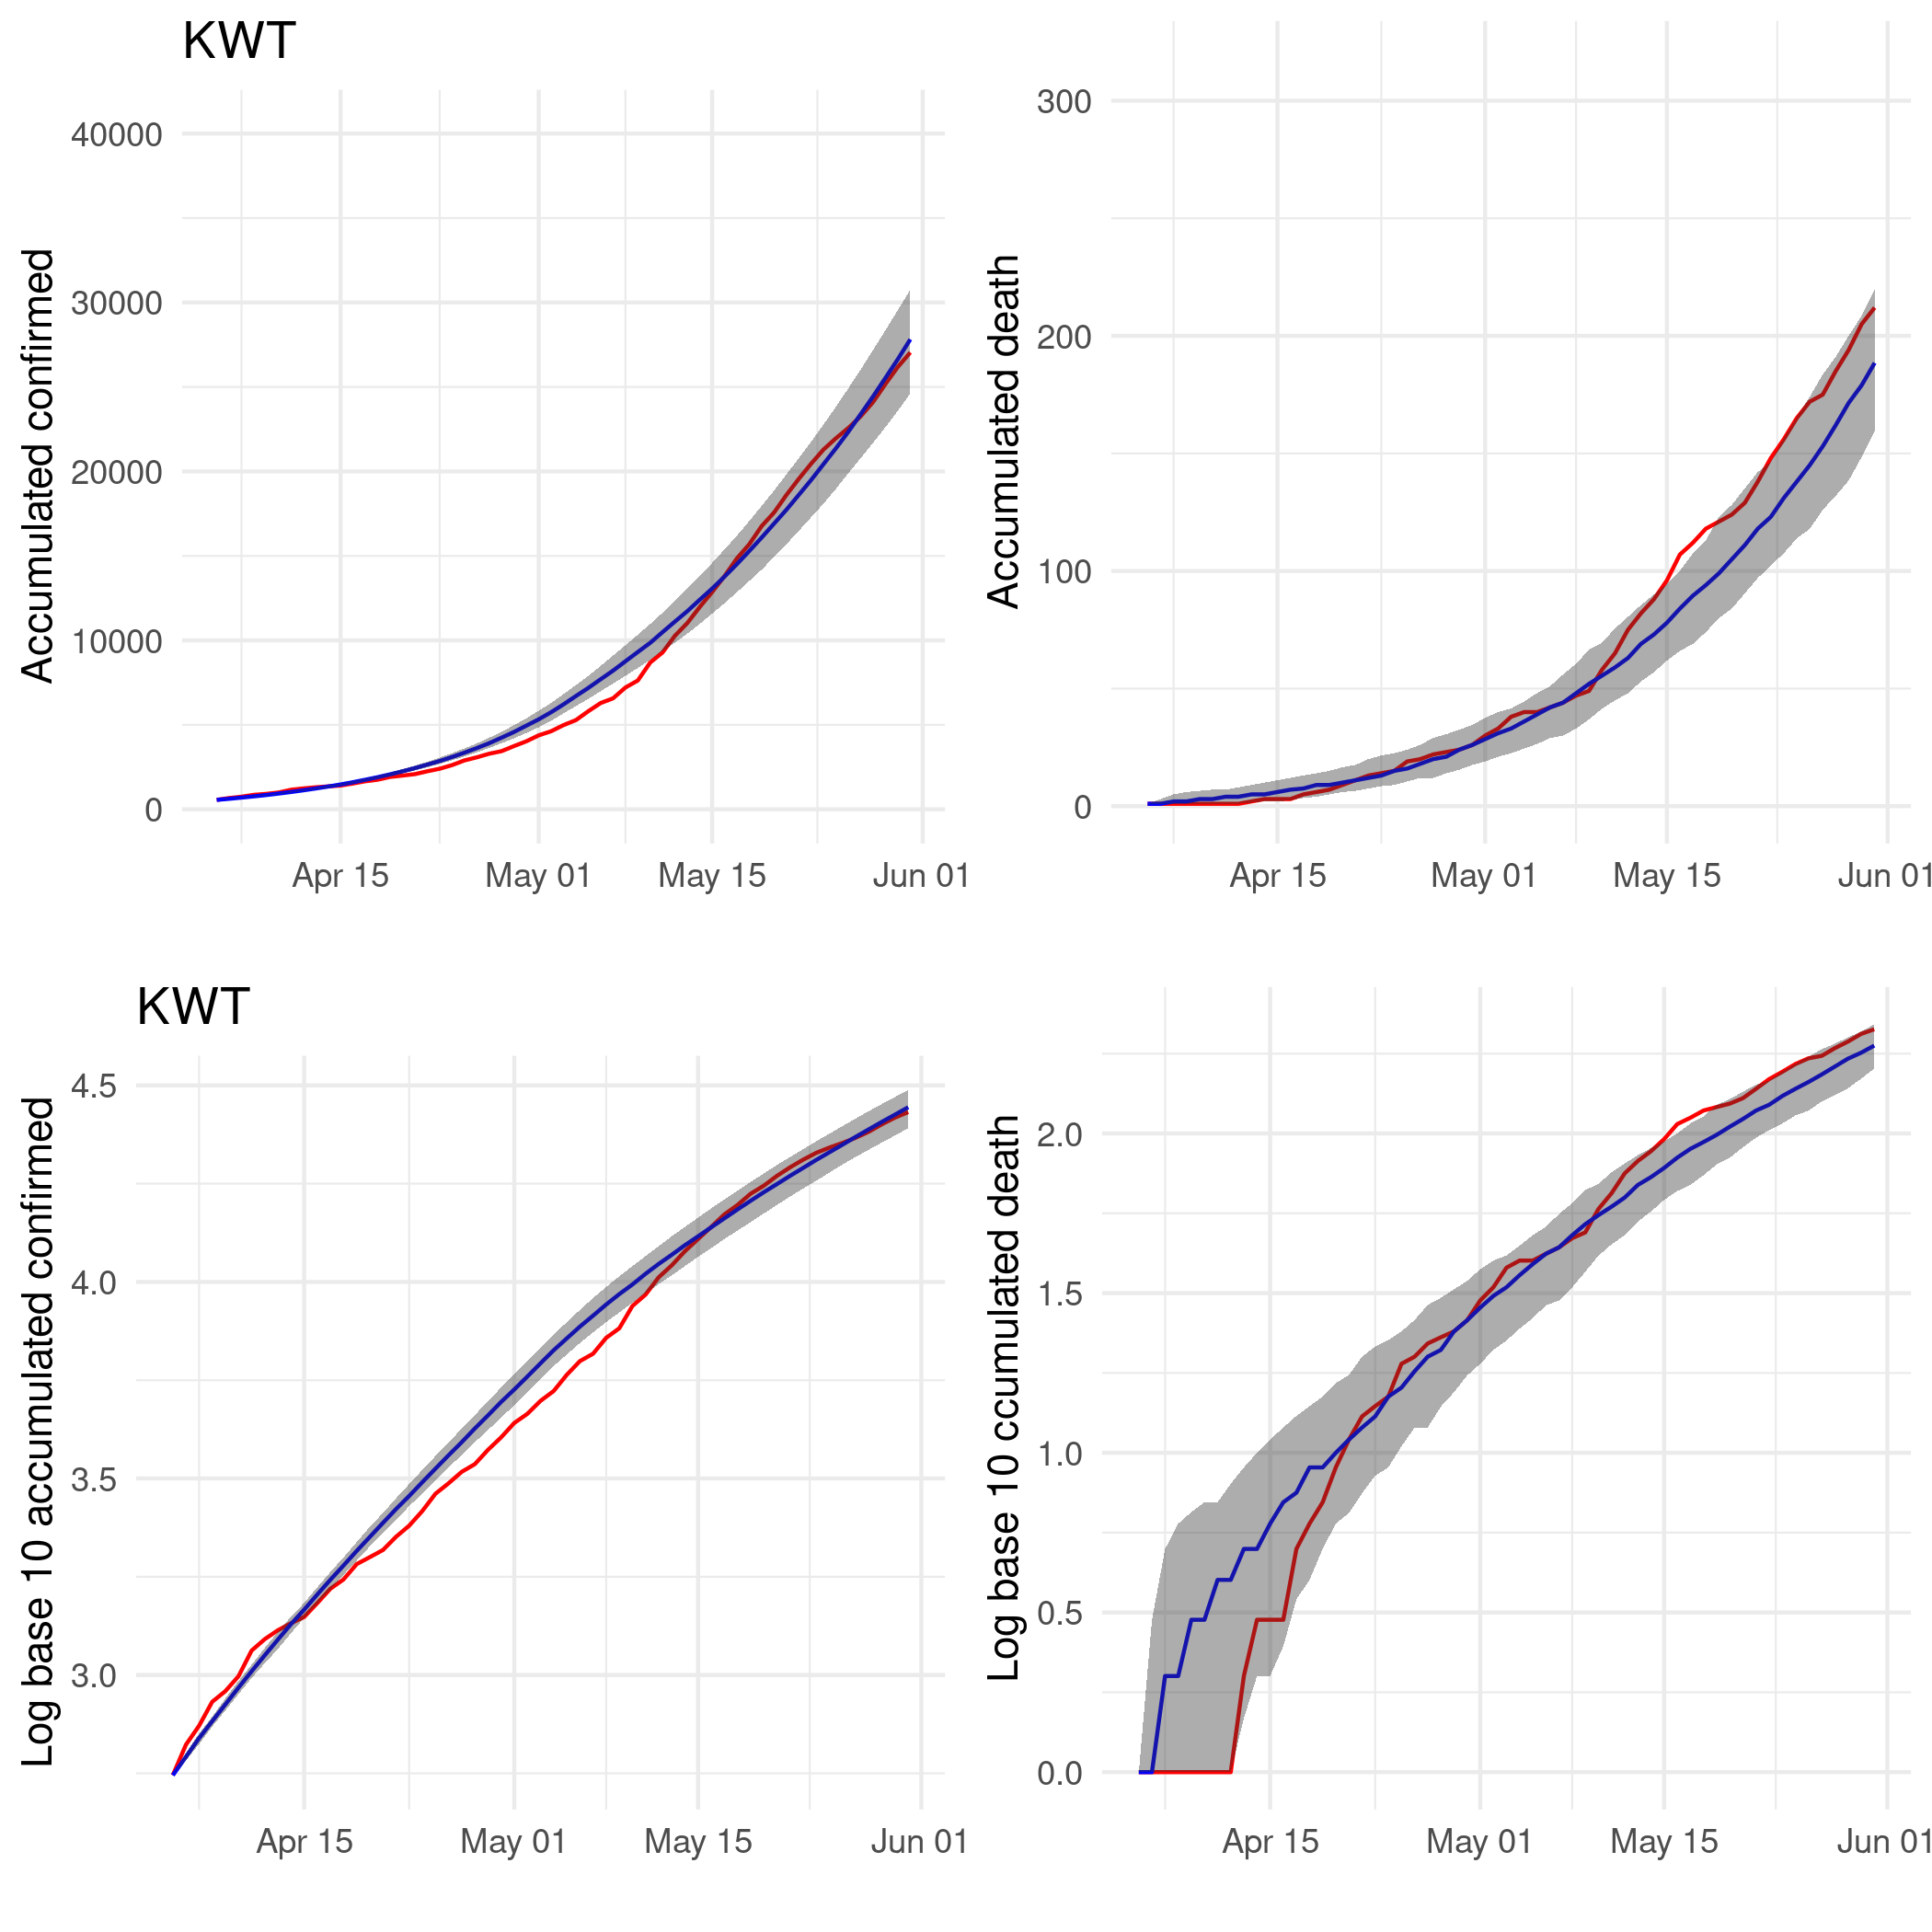 KWT
Accumulated confirmed
40000
30000
20000
10000
0
Apr 15
May 01
May 15
Jun 01
Accumulated death
300
200
100
0
Apr 15
May 01
May 15
Jun 01
KWT
Log base 10 accumulated confirmed
4.5
4.0
3.5
3.0
Apr 15
May 01
May 15
Jun 01
Log base 10 ccumulated death
2.0
1.5
1.0
0.5
0.0
Apr 15
May 01
May 15
Jun 01